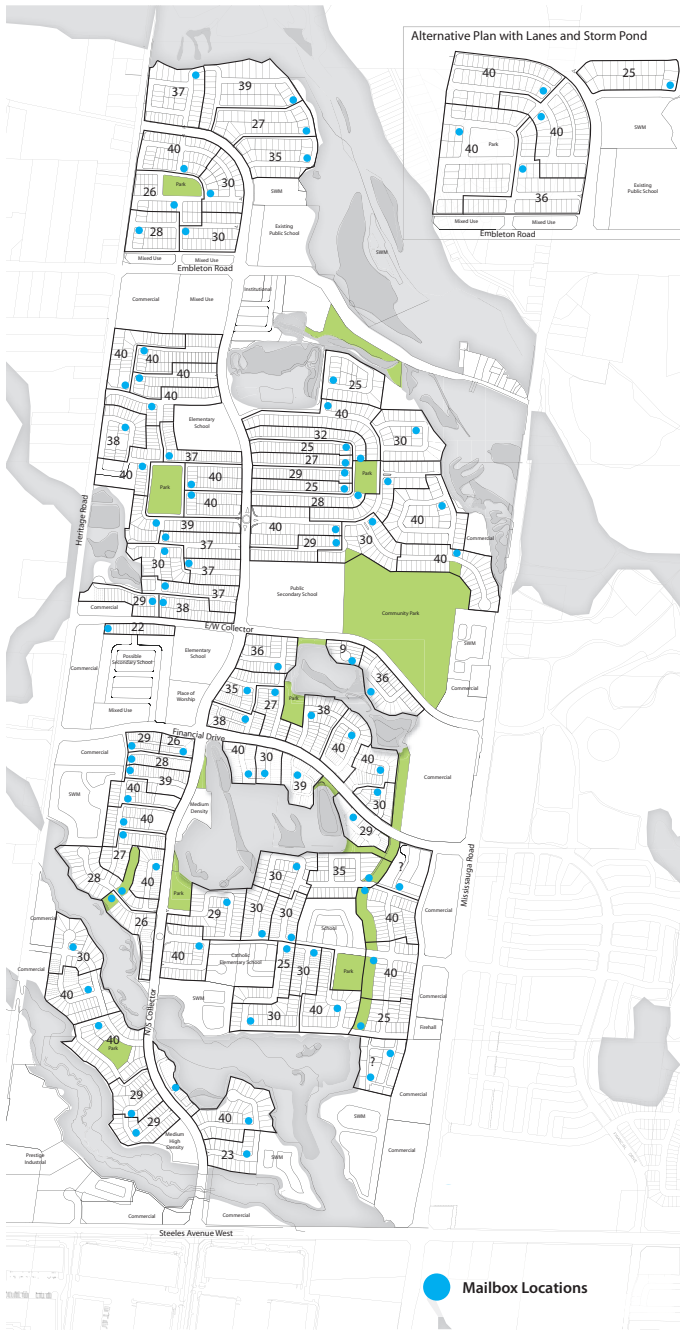 Alternative Plan with Lanes and Storm Pond
40
25
40
SWM
40
Park
36
Existing
Public School
Mixed Use
Mixed Use
Embleton Road
37
39
27
35
40
Park
30
26
SWM
28
30
Existing
Public School
Mixed Use
Mixed Use
Embleton Road
SWM
Commercial
Mixed Use
Institutional
40
40
40
40
25
40
Elementary
School
38
32
30
25
27
37
40
Park
40
29
Park
25
40
28
40
39
40
37
29
30
Commercial
30
37
40
Heritage Road
37
29
38
Public
Secondary School
Community Park
Commercial
22
E/W Collector
Possible
Secondary School
Elementary
School
36
9
SWM
Commercial
36
Place of
Worship
35
27
Park
Commercial
Mixed Use
38
38
Financial Drive
29
26
40
30
40
40
Commercial
28
39
39
Commercial
SWM
40
30
Medium
Density
40
29
27
?
28
40
30
35
Mississauga Road
Park
29
30
30
40
Commercial
26
School
Commercial
30
40
Catholic
Elementary School
25
30
Park
40
Commercial
40
SWM
30
40
25
Commercial
N/S Collector
Firehall
40
Park
?
29
29
40
SWM
Commercial
Medium
High
Density
23
SWM
Commercial
Prestige
Industrial
Commercial
Commercial
Steeles Avenue West
Mailbox Locations